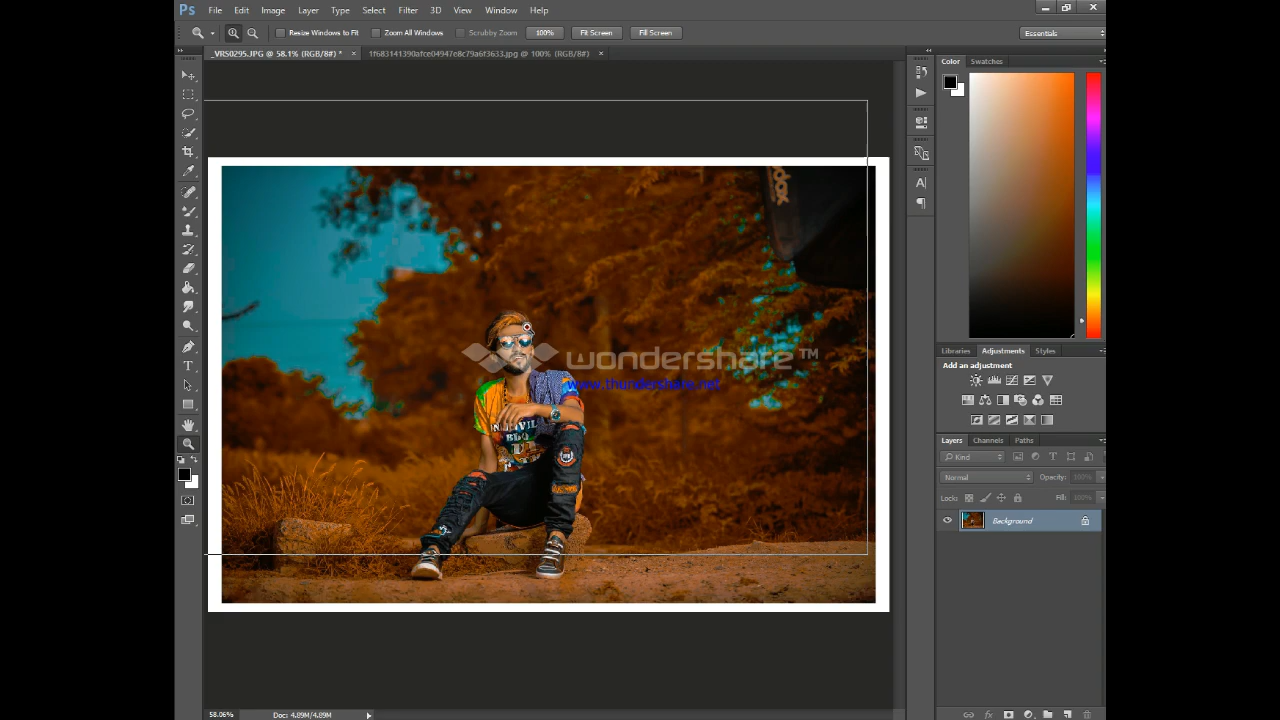 Ps File Edit Image Layer Type Select Filter 3D View Window Help
Resize Windows to Fit Zoom All Windows Scrubby Zoom 100% Fit Screen Fill Screen Essentials
_VRS0295.JPG @ 58.1% (RGB/8#) * × 1f683141390afce04947e8c79a6f3633.jpg @ 100% (RGB/8#) ×
Color Swatches
wondershare™
www.thundershare.net
Libraries Adjustments Styles
Add an adjustment
Layers Channels Paths
Kind
Normal Opacity: 100%
Lock: Fill: 100%
Background
58.06% Doc: 4.89M/4.89M